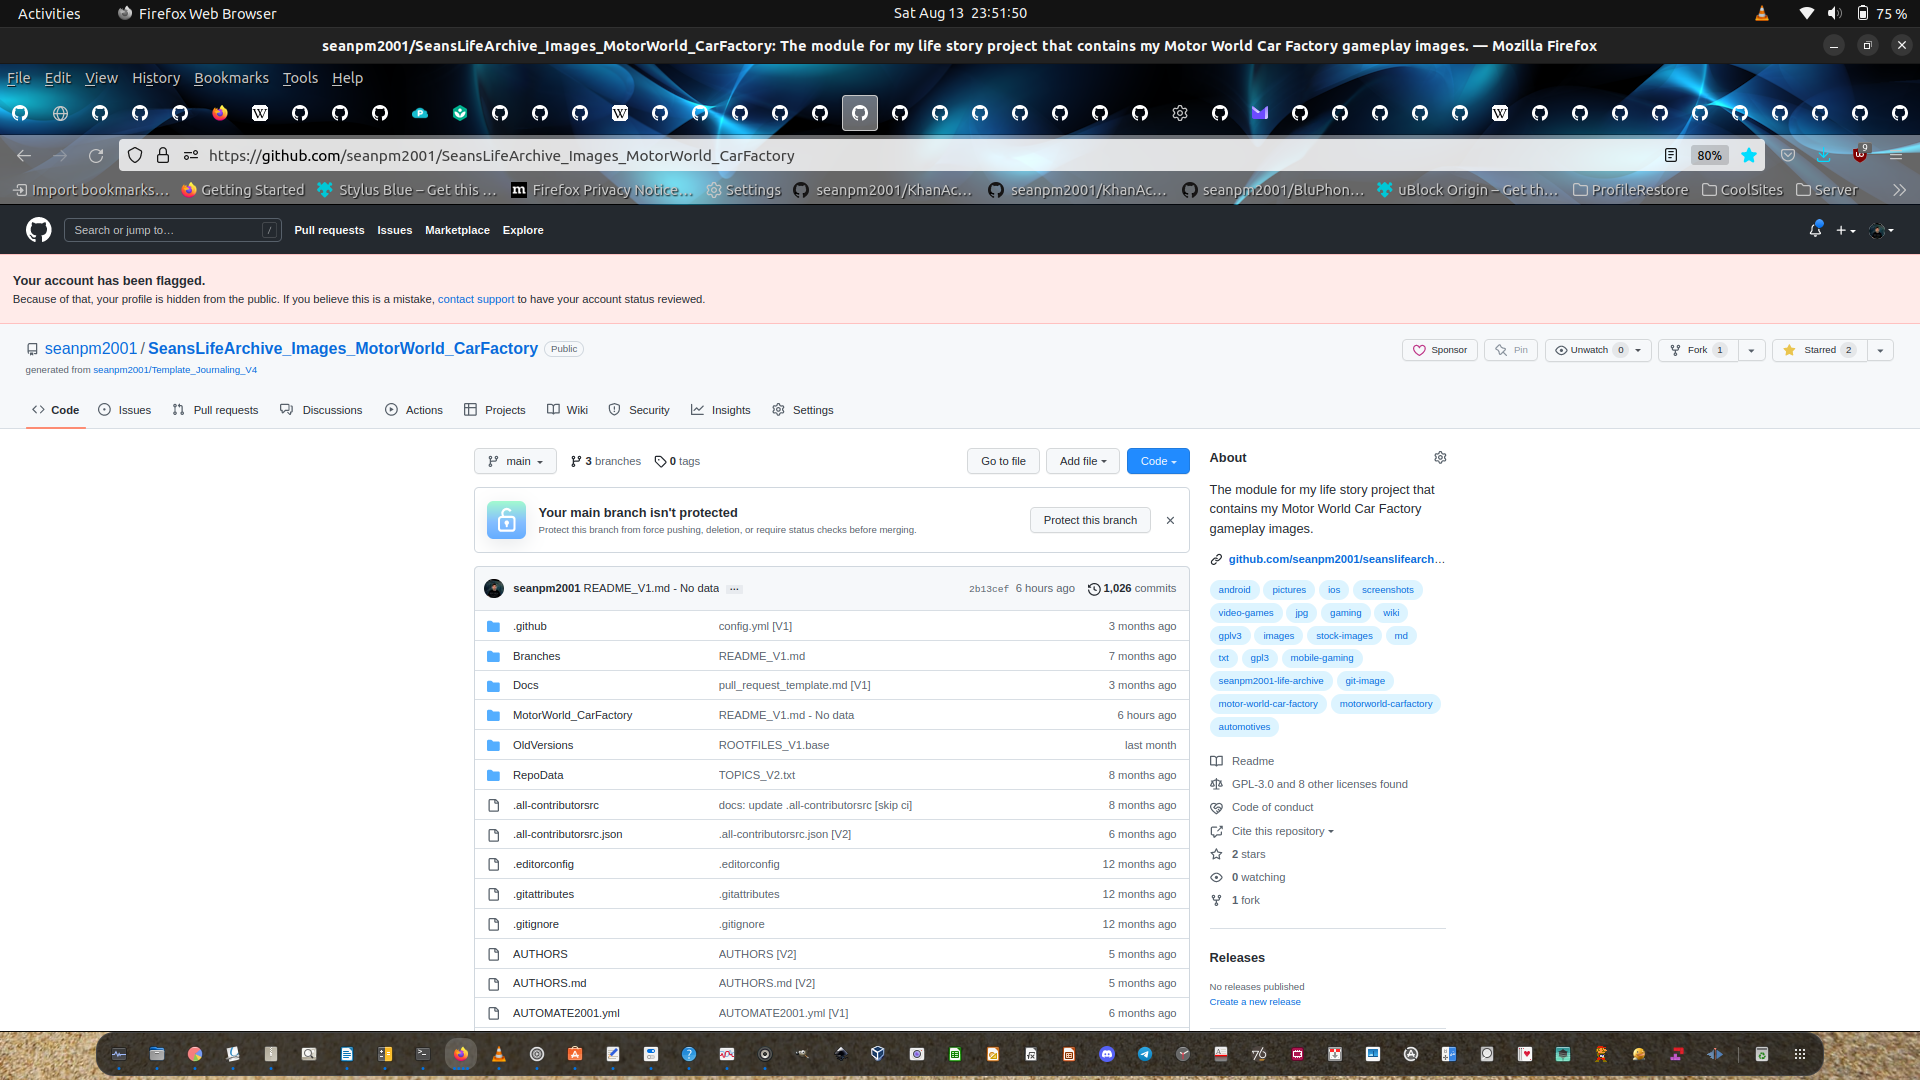 Activities
Firefox Web Browser
Sat Aug 13 23:51:50
75 %
seanpm2001/SeansLifeArchive_Images_MotorWorld_CarFactory: The module for my life story project that contains my Motor World Car Factory gameplay images. — Mozilla Firefox
File Edit View History Bookmarks Tools Help
https://github.com/seanpm2001/SeansLifeArchive_Images_MotorWorld_CarFactory
80%
9
Import bookmarks… Getting Started Stylus Blue – Get this … Firefox Privacy Notice… Settings seanpm2001/KhanAc… seanpm2001/KhanAc… seanpm2001/BluPhon… uBlock Origin – Get th… ProfileRestore CoolSites Server
Search or jump to… /
Pull requests Issues Marketplace Explore
Your account has been flagged.
Because of that, your profile is hidden from the public. If you believe this is a mistake, contact support to have your account status reviewed.
seanpm2001 / SeansLifeArchive_Images_MotorWorld_CarFactory Public
generated from seanpm2001/Template_Journaling_V4
Sponsor Pin Unwatch 0 Fork 1 Starred 2
Code Issues Pull requests Discussions Actions Projects Wiki Security Insights Settings
main 3 branches 0 tags
Go to file Add file Code
Your main branch isn't protected
Protect this branch from force pushing, deletion, or require status checks before merging.
Protect this branch
seanpm2001 README_V1.md - No data … 2b13cef 6 hours ago 1,026 commits
.github config.yml [V1] 3 months ago
Branches README_V1.md 7 months ago
Docs pull_request_template.md [V1] 3 months ago
MotorWorld_CarFactory README_V1.md - No data 6 hours ago
OldVersions ROOTFILES_V1.base last month
RepoData TOPICS_V2.txt 8 months ago
.all-contributorsrc docs: update .all-contributorsrc [skip ci] 8 months ago
.all-contributorsrc.json .all-contributorsrc.json [V2] 6 months ago
.editorconfig .editorconfig 12 months ago
.gitattributes .gitattributes 12 months ago
.gitignore .gitignore 12 months ago
AUTHORS AUTHORS [V2] 5 months ago
AUTHORS.md AUTHORS.md [V2] 5 months ago
AUTOMATE2001.yml AUTOMATE2001.yml [V1] 6 months ago
About
The module for my life story project that
contains my Motor World Car Factory
gameplay images.
github.com/seanpm2001/seanslifearch…
android pictures ios screenshots
video-games jpg gaming wiki
gplv3 images stock-images md
txt gpl3 mobile-gaming
seanpm2001-life-archive git-image
motor-world-car-factory motorworld-carfactory
automotives
Readme
GPL-3.0 and 8 other licenses found
Code of conduct
Cite this repository
2 stars
0 watching
1 fork
Releases
No releases published
Create a new release